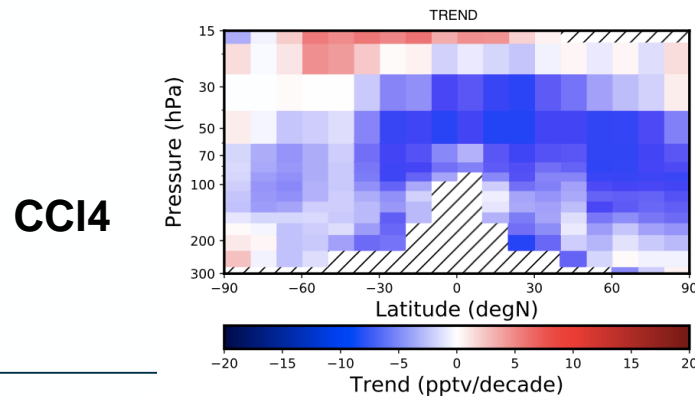 TREND
CCl4
Pressure (hPa)
15
30
50
70
100
200
300
−90 −60 −30 0 30 60 90
Latitude (degN)
−20 −15 −10 −5 0 5 10 15 20
Trend (pptv/decade)